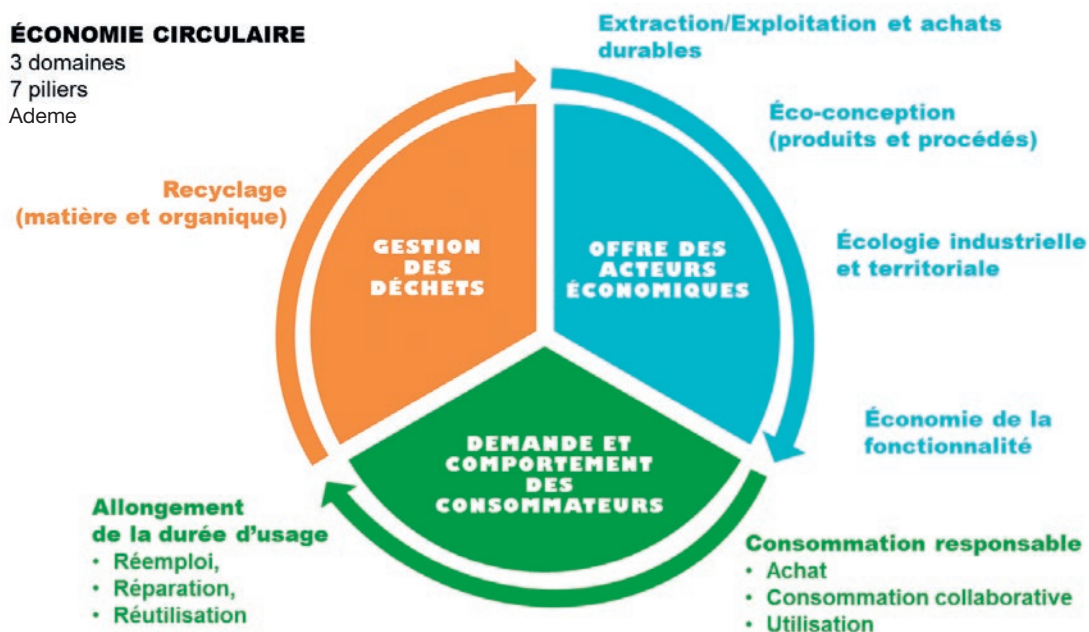 ÉCONOMIE CIRCULAIRE
3 domaines
7 piliers
Ademe
Extraction/Exploitation et achats
durables
Éco-conception
(produits et procédés)
Écologie industrielle
et territoriale
Économie de la
fonctionnalité
OFFRE DES
ACTEURS
ÉCONOMIQUES
Consommation responsable
• Achat
• Consommation collaborative
• Utilisation
DEMANDE ET
COMPORTEMENT
DES
CONSOMMATEURS
Allongement
de la durée d’usage
• Réemploi,
• Réparation,
• Réutilisation
Recyclage
(matière et organique)
GESTION
DES
DÉCHETS